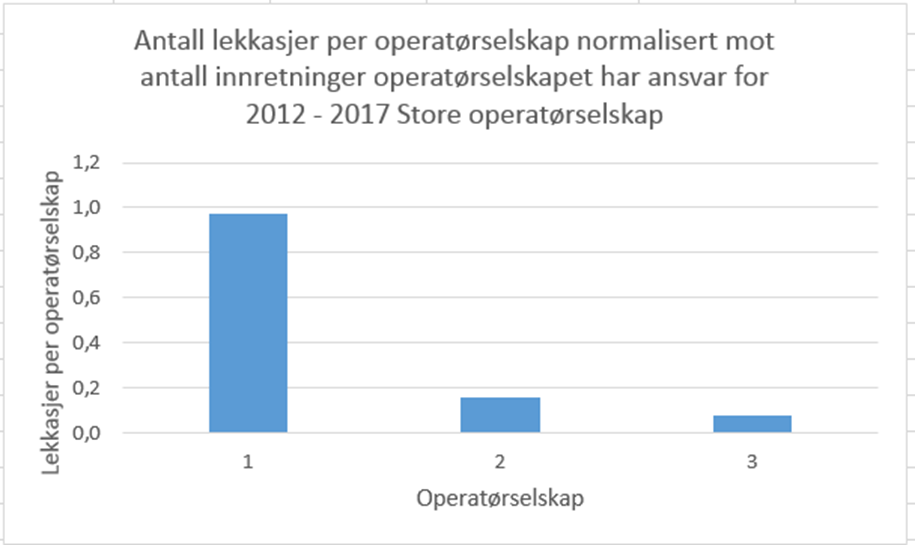 Antall lekkasjer per operatørselskap normalisert mot
antall innretninger operatørselskapet har ansvar for
2012 - 2017 Store operatørselskap
Lekkasjer per operatørselskap
1,2
1,0
0,8
0,6
0,4
0,2
0,0
1 2 3
Operatørselskap